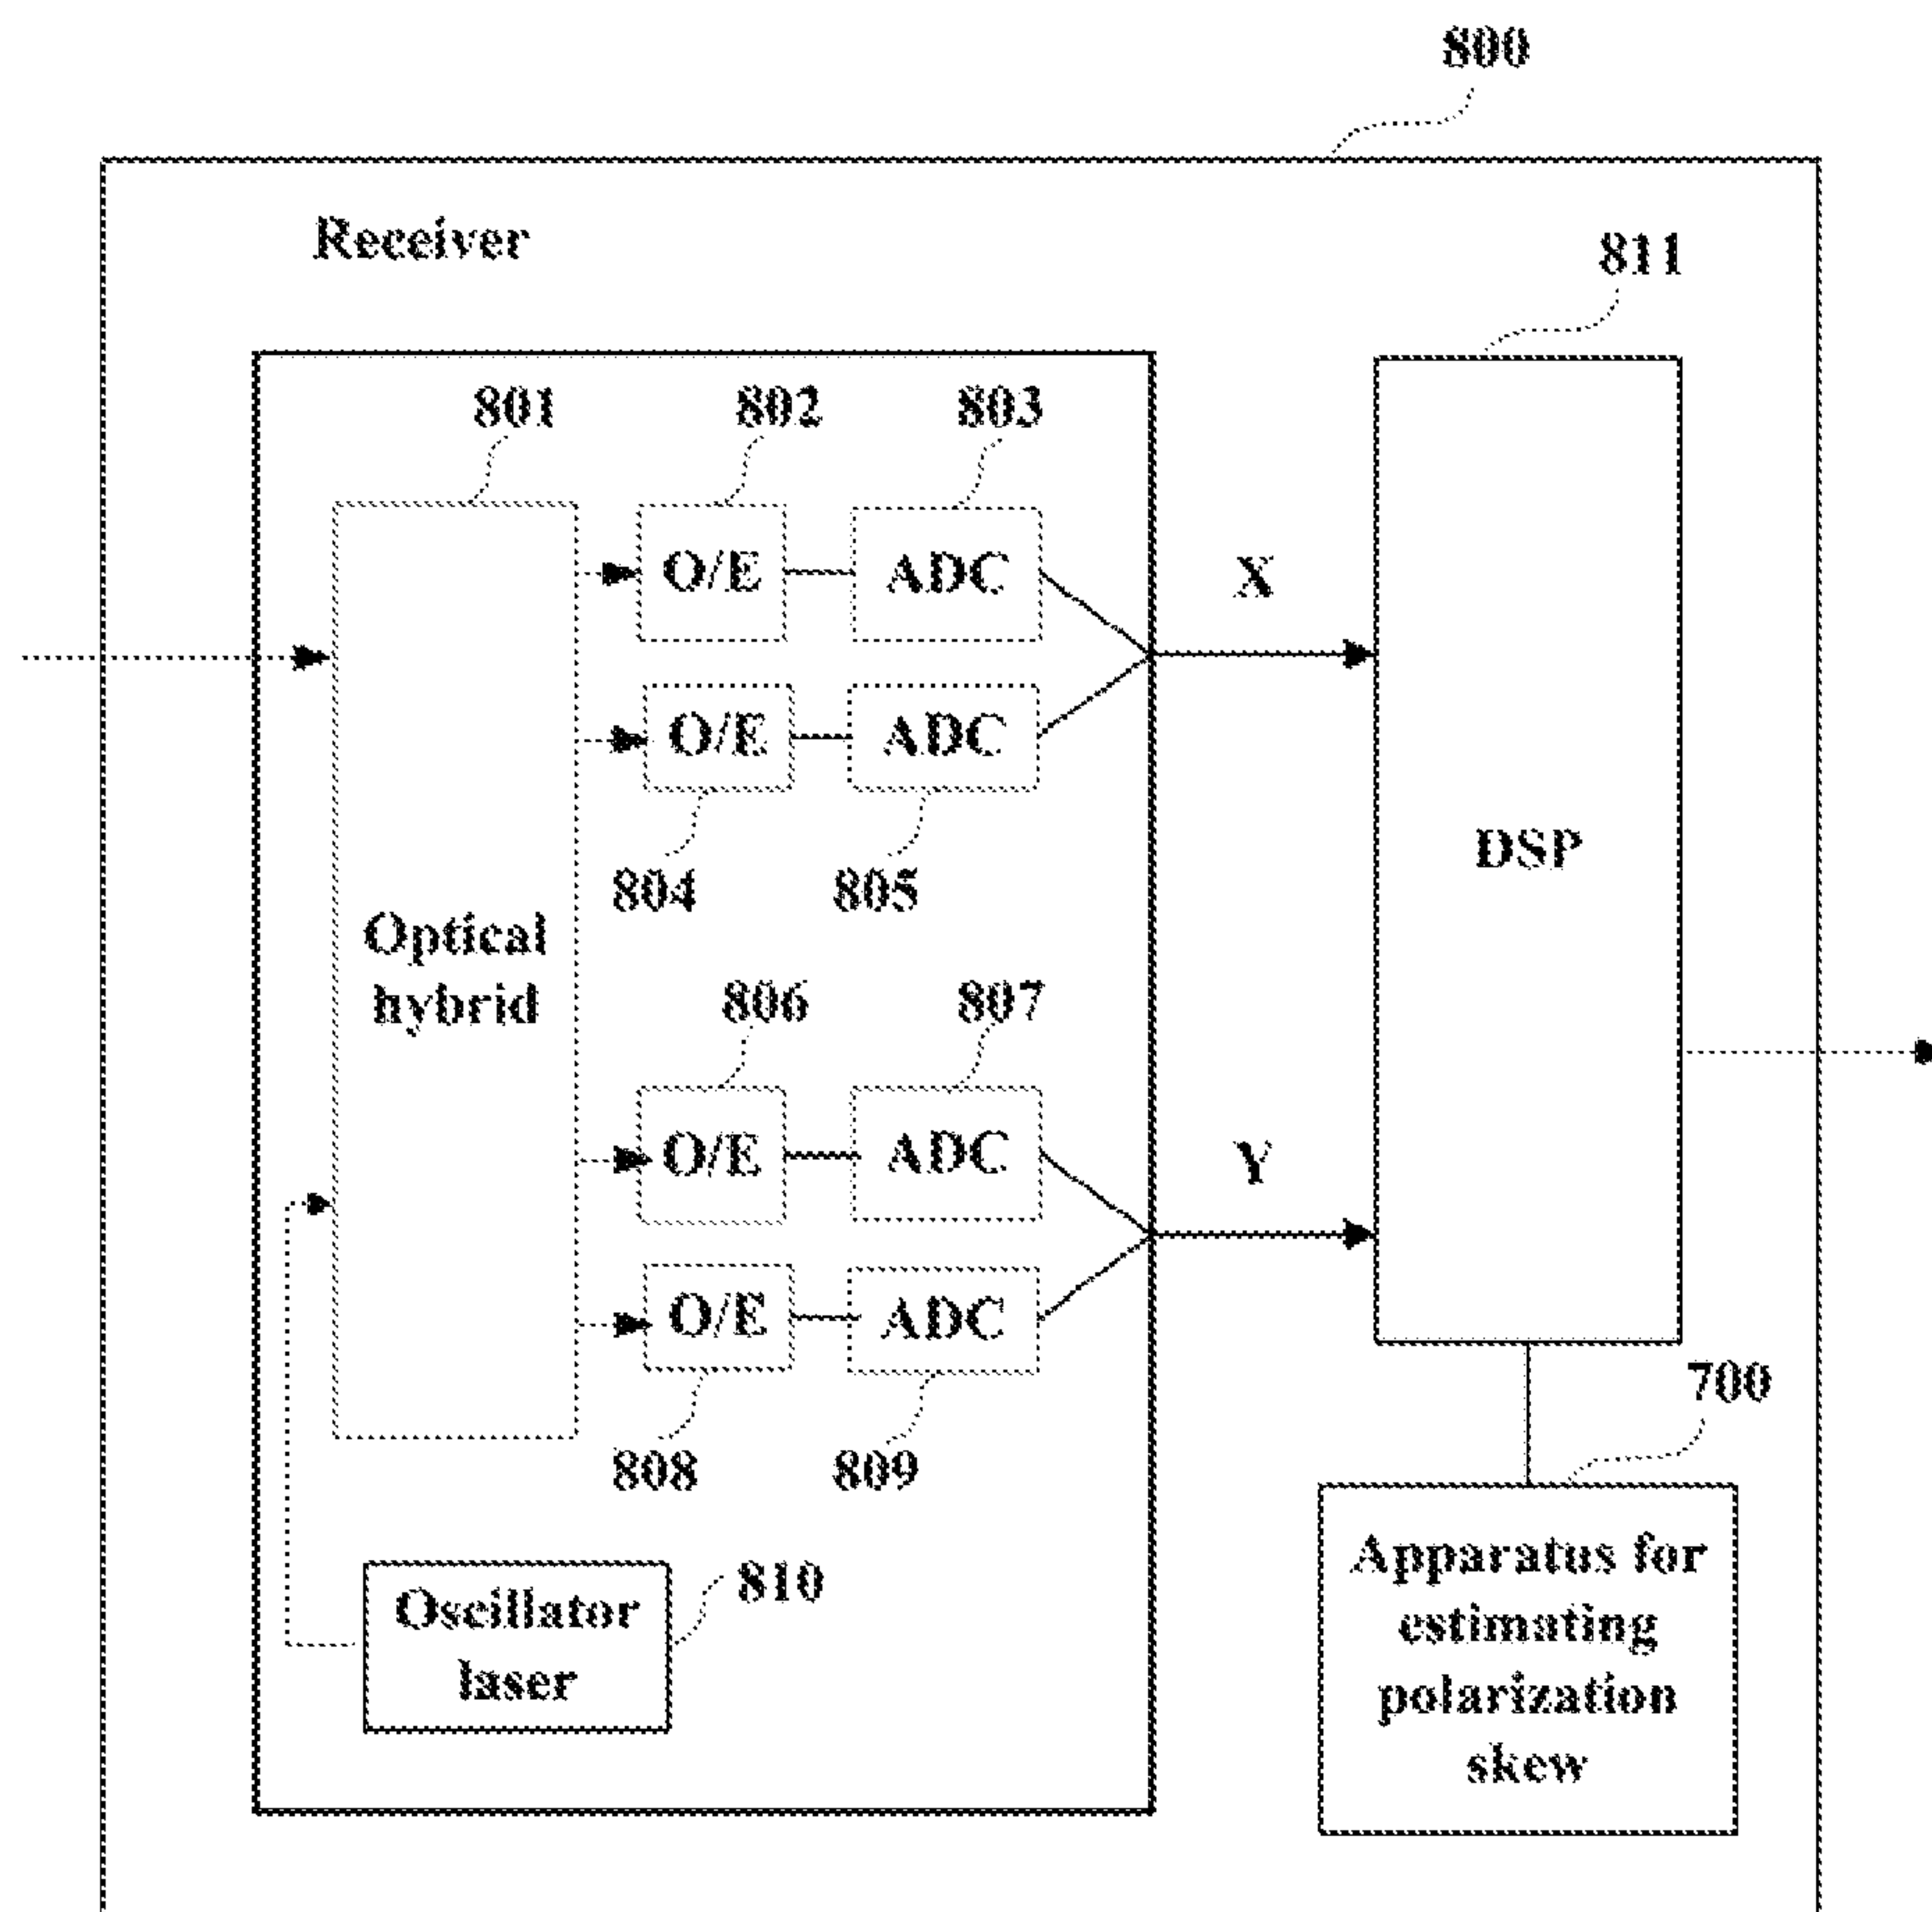 800
Receiver
811
801
802
803
O/E
ADC
X
O/E
ADC
804
805
DSP
Optical
hybrid
806
807
O/E
ADC
Y
O/E
ADC
808
809
700
810
Oscillator
laser
Apparatus for
estimating
polarization
skew